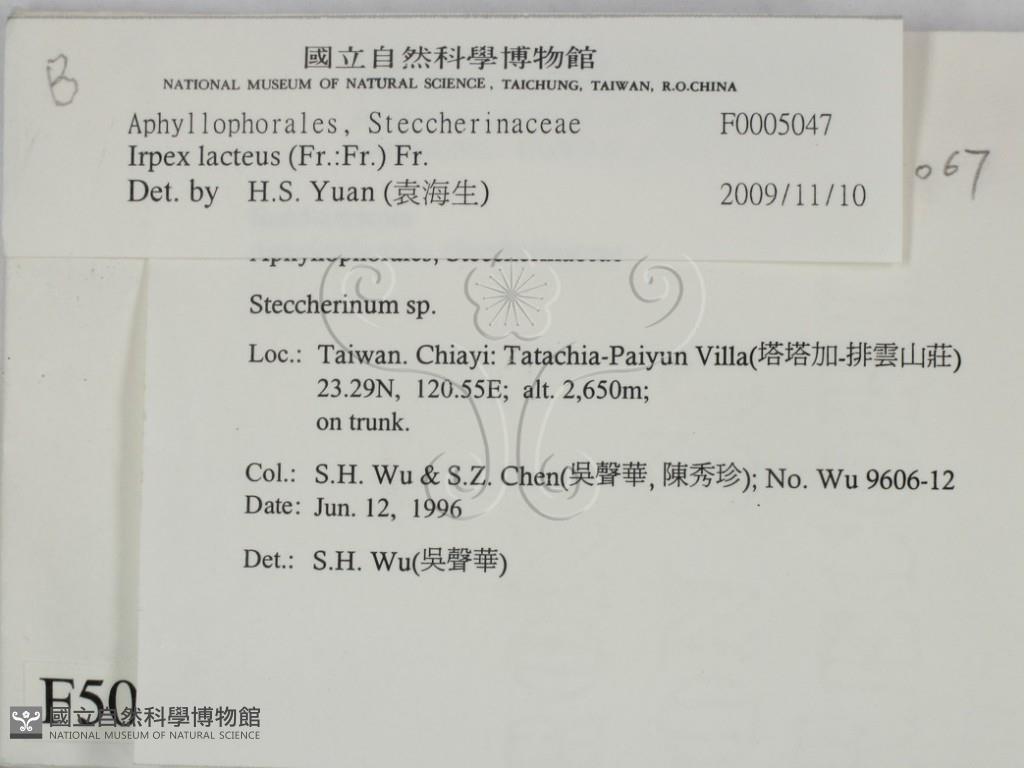 B
國立自然科學博物館
NATIONAL MUSEUM OF NATURAL SCIENCE, TAICHUNG, TAIWAN, R.O.CHINA
Aphyllophorales, Steccherinaceae F0005047
Irpex lacteus (Fr.:Fr.) Fr.
Det. by H.S. Yuan (袁海生) 2009/11/10
067
Aphyllophorales, Steccherinaceae
Steccherinum sp.
Loc.: Taiwan. Chiayi: Tatachia-Paiyun Villa(塔塔加-排雲山莊)
23.29N, 120.55E; alt. 2,650m;
on trunk.
Col.: S.H. Wu & S.Z. Chen(吳聲華, 陳秀珍); No. Wu 9606-12
Date: Jun. 12, 1996
Det.: S.H. Wu(吳聲華)
F50
國立自然科學博物館
NATIONAL MUSEUM OF NATURAL SCIENCE